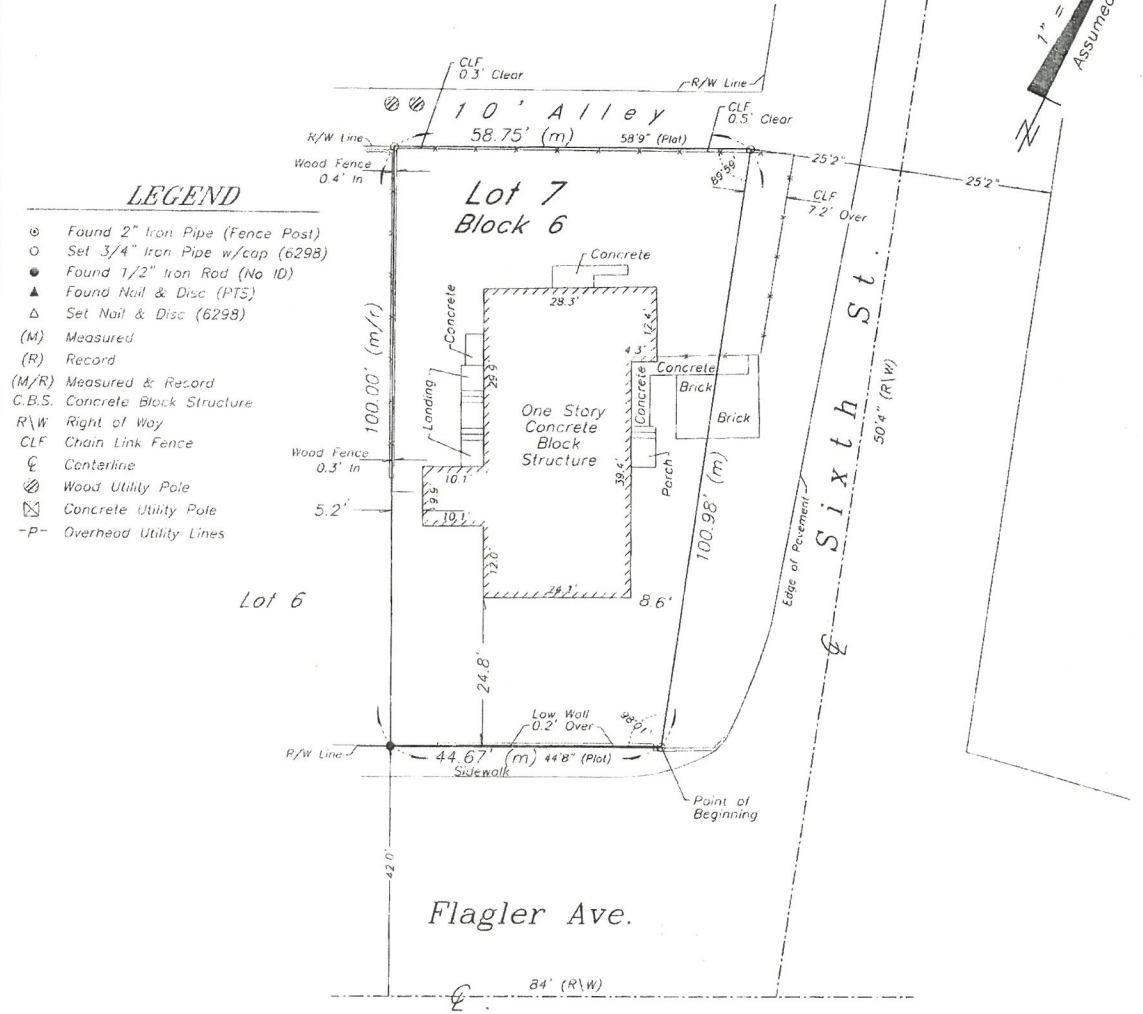 1" =
Assumed
N
CLF
0.3' Clear
R/W Line
10' Alley
CLF
0.5' Clear
R/W Line
58.75' (m)
58'9" (Plat)
Wood Fence
0.4' In
89°59'
25'2"
25'2"
CLF
7.2' Over
Lot 7
Block 6
LEGEND
Found 2" Iron Pipe (Fence Post)
Set 3/4" Iron Pipe w/cap (6298)
Found 1/2" Iron Rod (No ID)
Found Nail & Disc (PTS)
Set Nail & Disc (6298)
(M) Measured
(R) Record
(M/R) Measured & Record
C.B.S. Concrete Block Structure
R\W Right of Way
CLF Chain Link Fence
℄ Centerline
Wood Utility Pole
Concrete Utility Pole
-P- Overhead Utility Lines
Concrete
28.3'
12.4'
4.3'
Concrete
Landing
29.9'
100.00' (m/r)
Concrete
Brick
Brick
Concrete
One Story
Concrete
Block
Structure
Porch
39.4'
Wood Fence
0.3' In
10.1'
9.9'
10.1'
5.2'
12.0'
24.3'
8.6'
100.98' (m)
Edge of Pavement
Sixth St.
50'4" (R\W)
℄
Lot 6
24.8'
Low Wall
0.2' Over
98°01'
R/W Line
44.67' (m)
44'8" (Plat)
Sidewalk
Point of
Beginning
42.0'
Flagler Ave.
84' (R\W)
℄